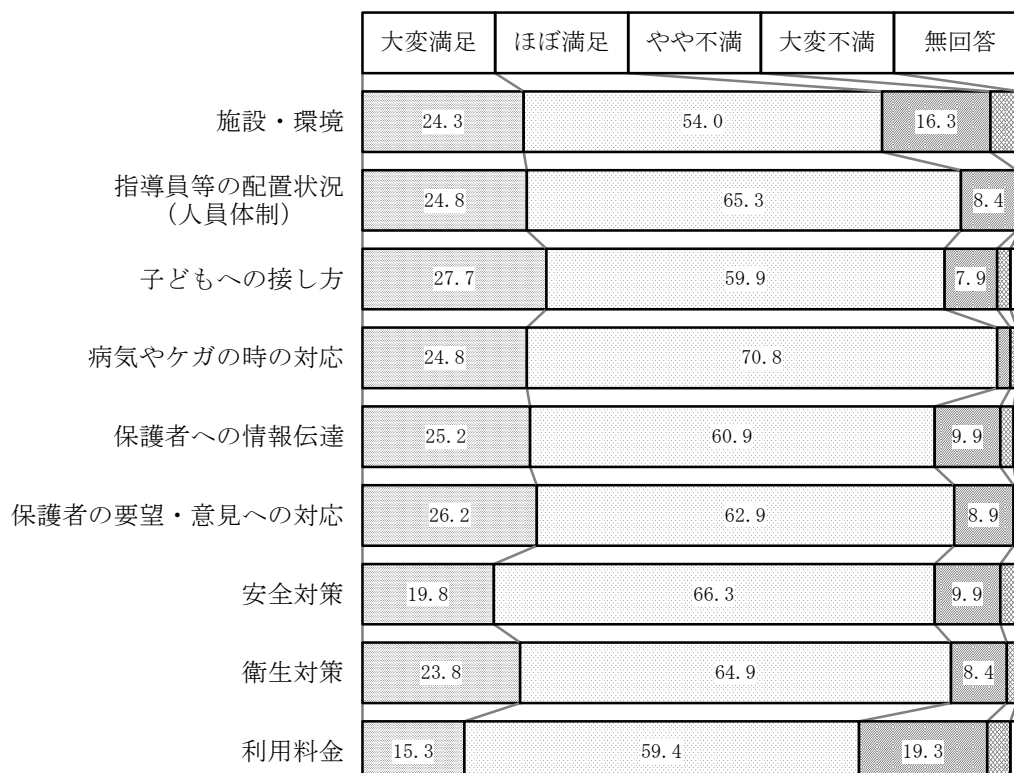 大変満足 ほぼ満足 やや不満 大変不満 無回答
施設・環境 24.3 54.0 16.3
指導員等の配置状況
（人員体制） 24.8 65.3 8.4
子どもへの接し方 27.7 59.9 7.9
病気やケガの時の対応 24.8 70.8
保護者への情報伝達 25.2 60.9 9.9
保護者の要望・意見への対応 26.2 62.9 8.9
安全対策 19.8 66.3 9.9
衛生対策 23.8 64.9 8.4
利用料金 15.3 59.4 19.3